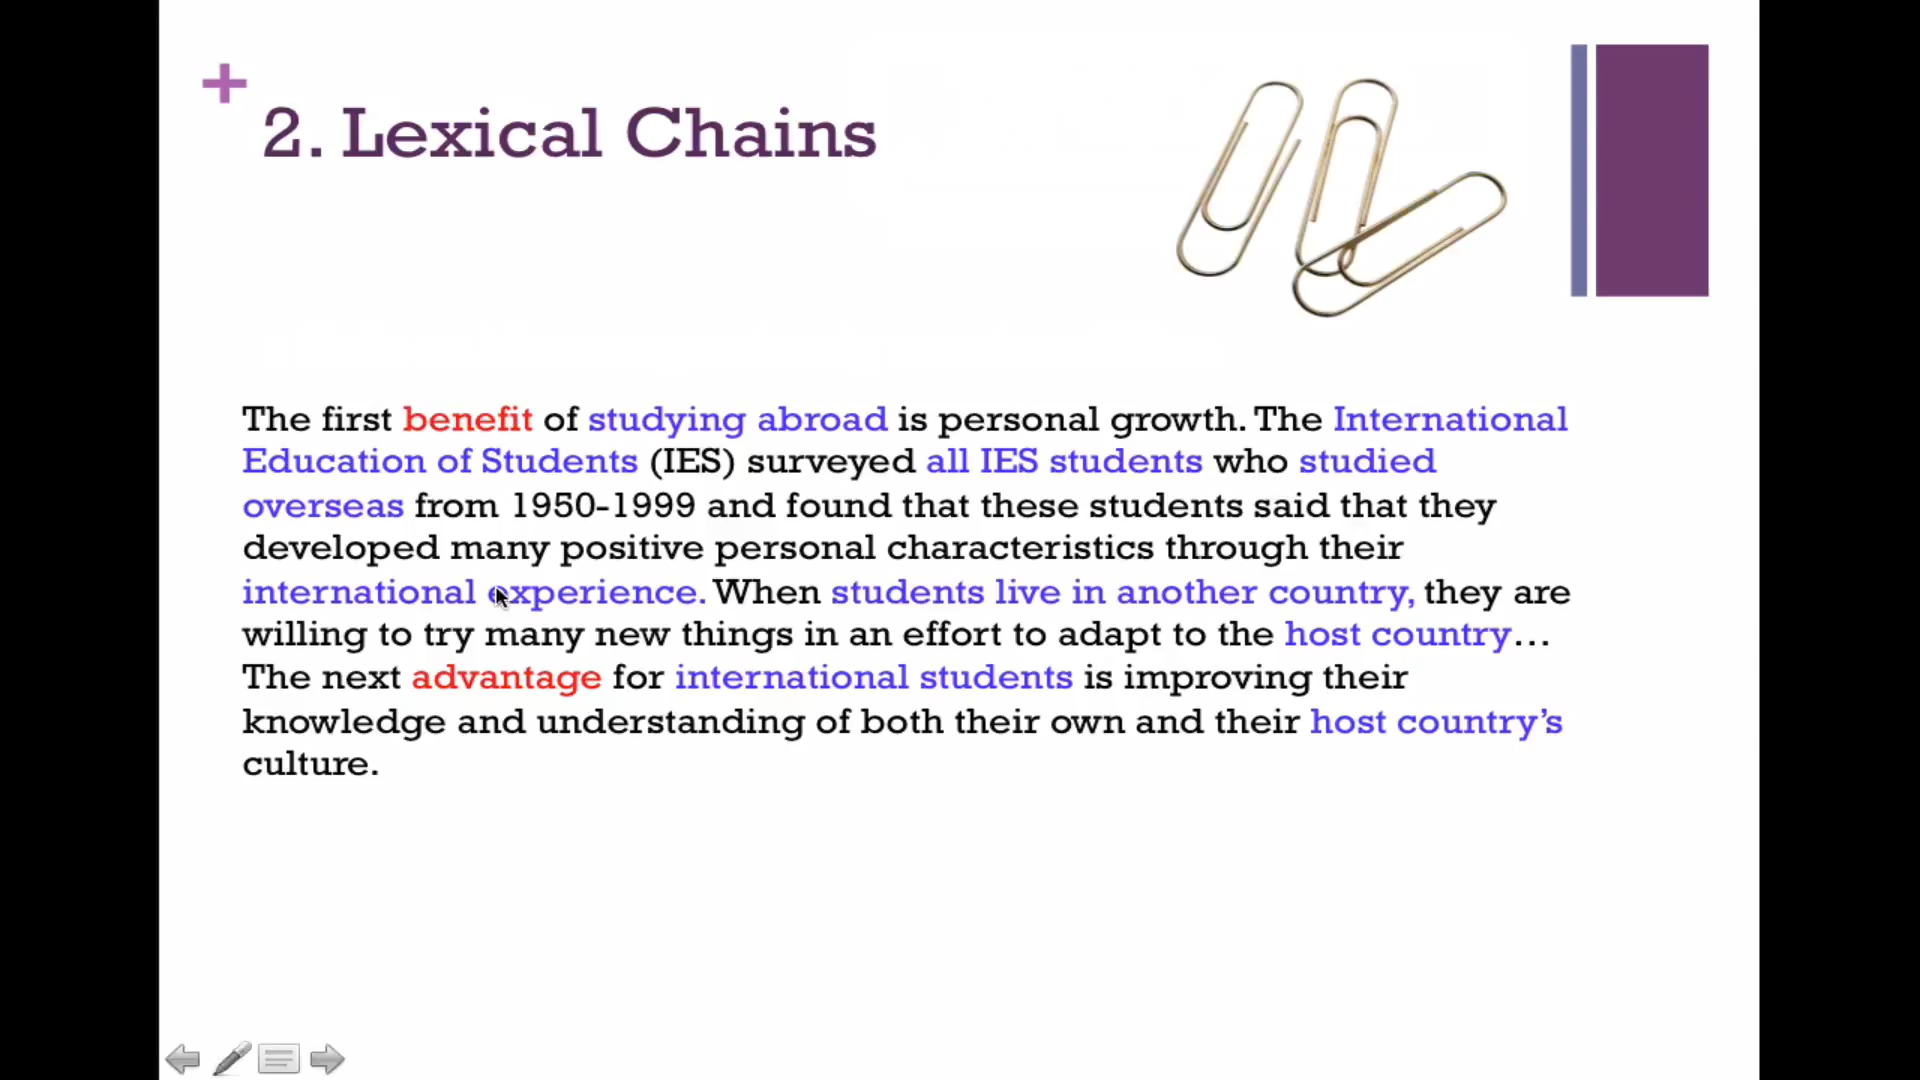 +
2. Lexical Chains
The first benefit of studying abroad is personal growth. The International
Education of Students (IES) surveyed all IES students who studied
overseas from 1950-1999 and found that these students said that they
developed many positive personal characteristics through their
international experience. When students live in another country, they are
willing to try many new things in an effort to adapt to the host country...
The next advantage for international students is improving their
knowledge and understanding of both their own and their host country’s
culture.